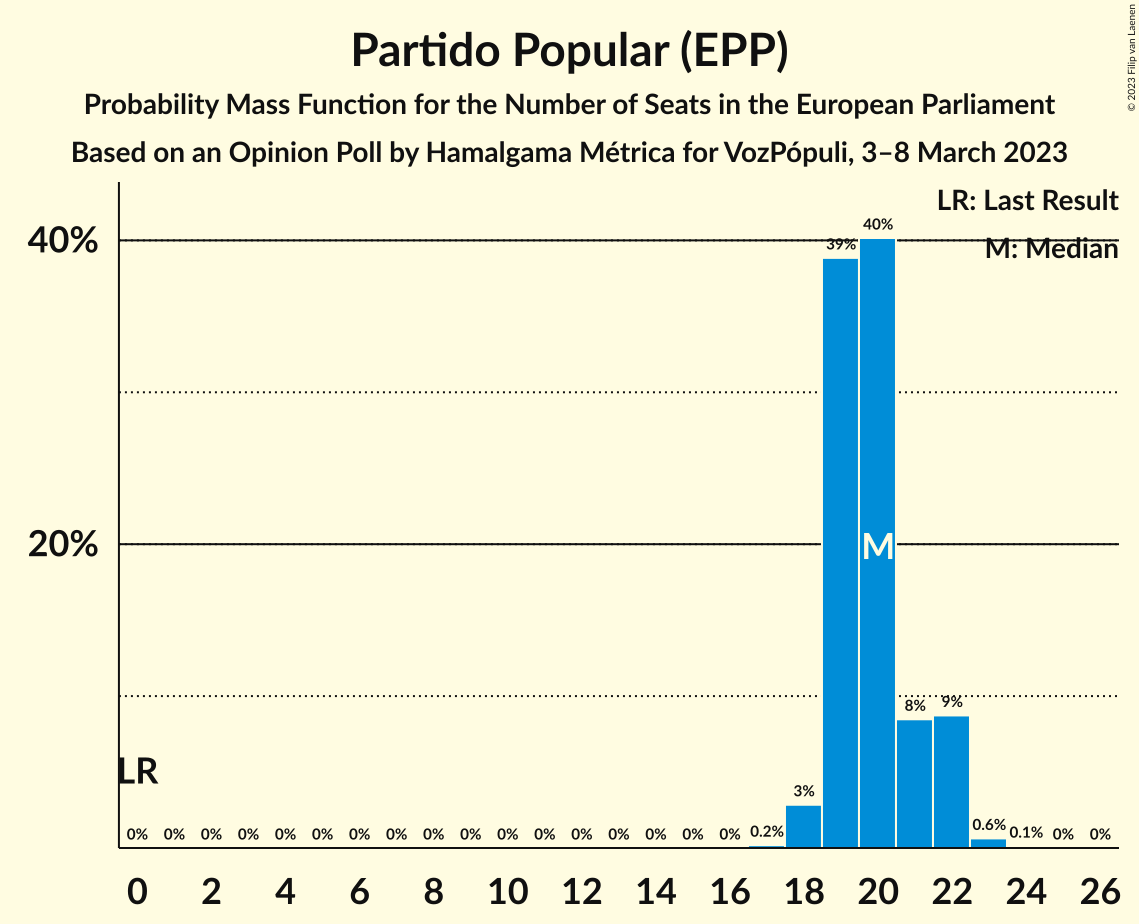 Partido Popular (EPP)
Probability Mass Function for the Number of Seats in the European Parliament
Based on an Opinion Poll by Hamalgama Métrica for VozPópuli, 3–8 March 2023
© 2023 Filip van Laenen
LR: Last Result
M: Median
40%
20%
39%
40%
M
8%
9%
LR
3%
0% 0% 0% 0% 0% 0% 0% 0% 0% 0% 0% 0% 0% 0% 0% 0% 0% 0.2% 0.6% 0.1% 0% 0%
0 2 4 6 8 10 12 14 16 18 20 22 24 26